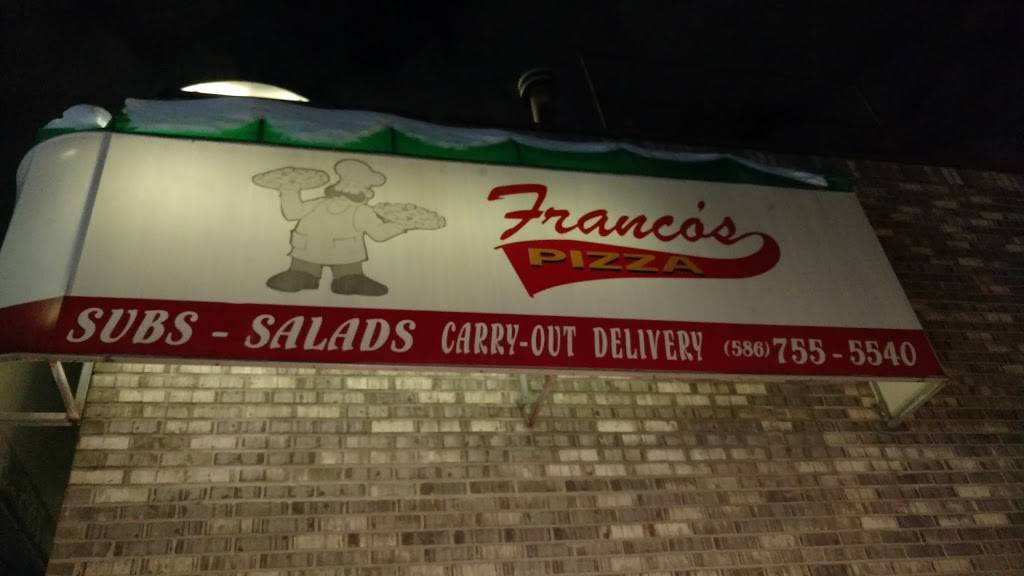 Franco's
PIZZA
SUBS - SALADS CARRY-OUT DELIVERY (586) 755-5540